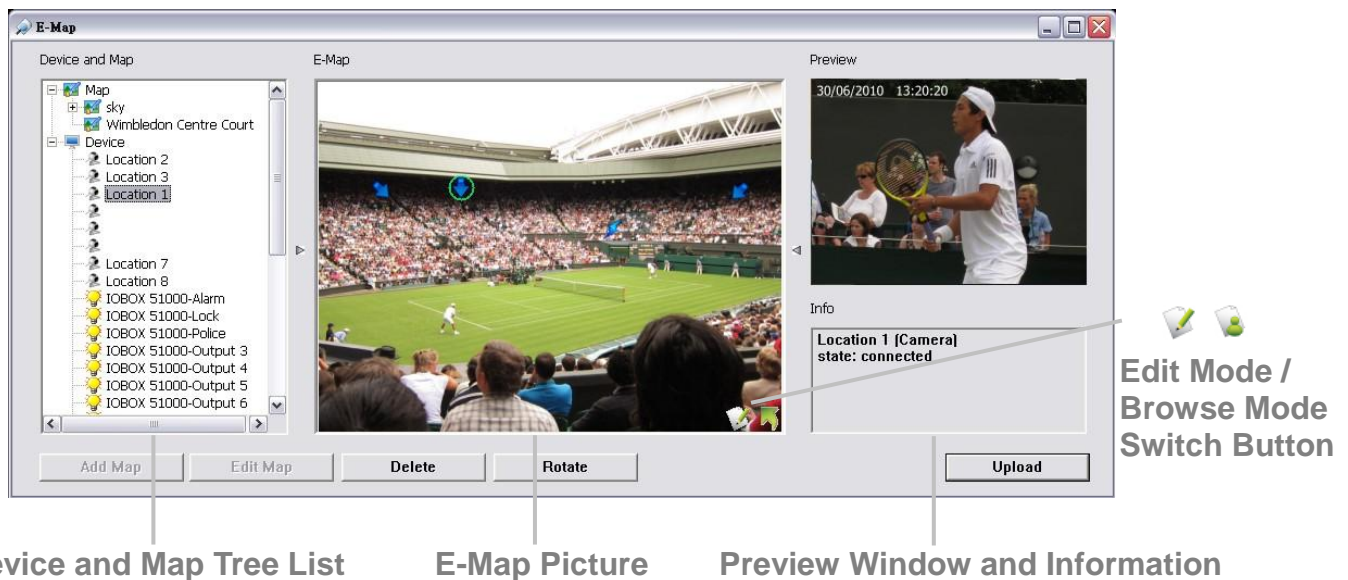 E-Map
Device and Map
E-Map
Preview
Map
sky
Wimbledon Centre Court
Device
Location 2
Location 3
Location 1
Location 7
Location 8
IOBOX 51000-Alarm
IOBOX 51000-Lock
IOBOX 51000-Police
IOBOX 51000-Output 3
IOBOX 51000-Output 4
IOBOX 51000-Output 5
IOBOX 51000-Output 6
30/06/2010 13:20:20
Info
Location 1 (Camera)
state: connected
Add Map
Edit Map
Delete
Rotate
Upload
Edit Mode /
Browse Mode
Switch Button
evice and Map Tree List
E-Map Picture
Preview Window and Information